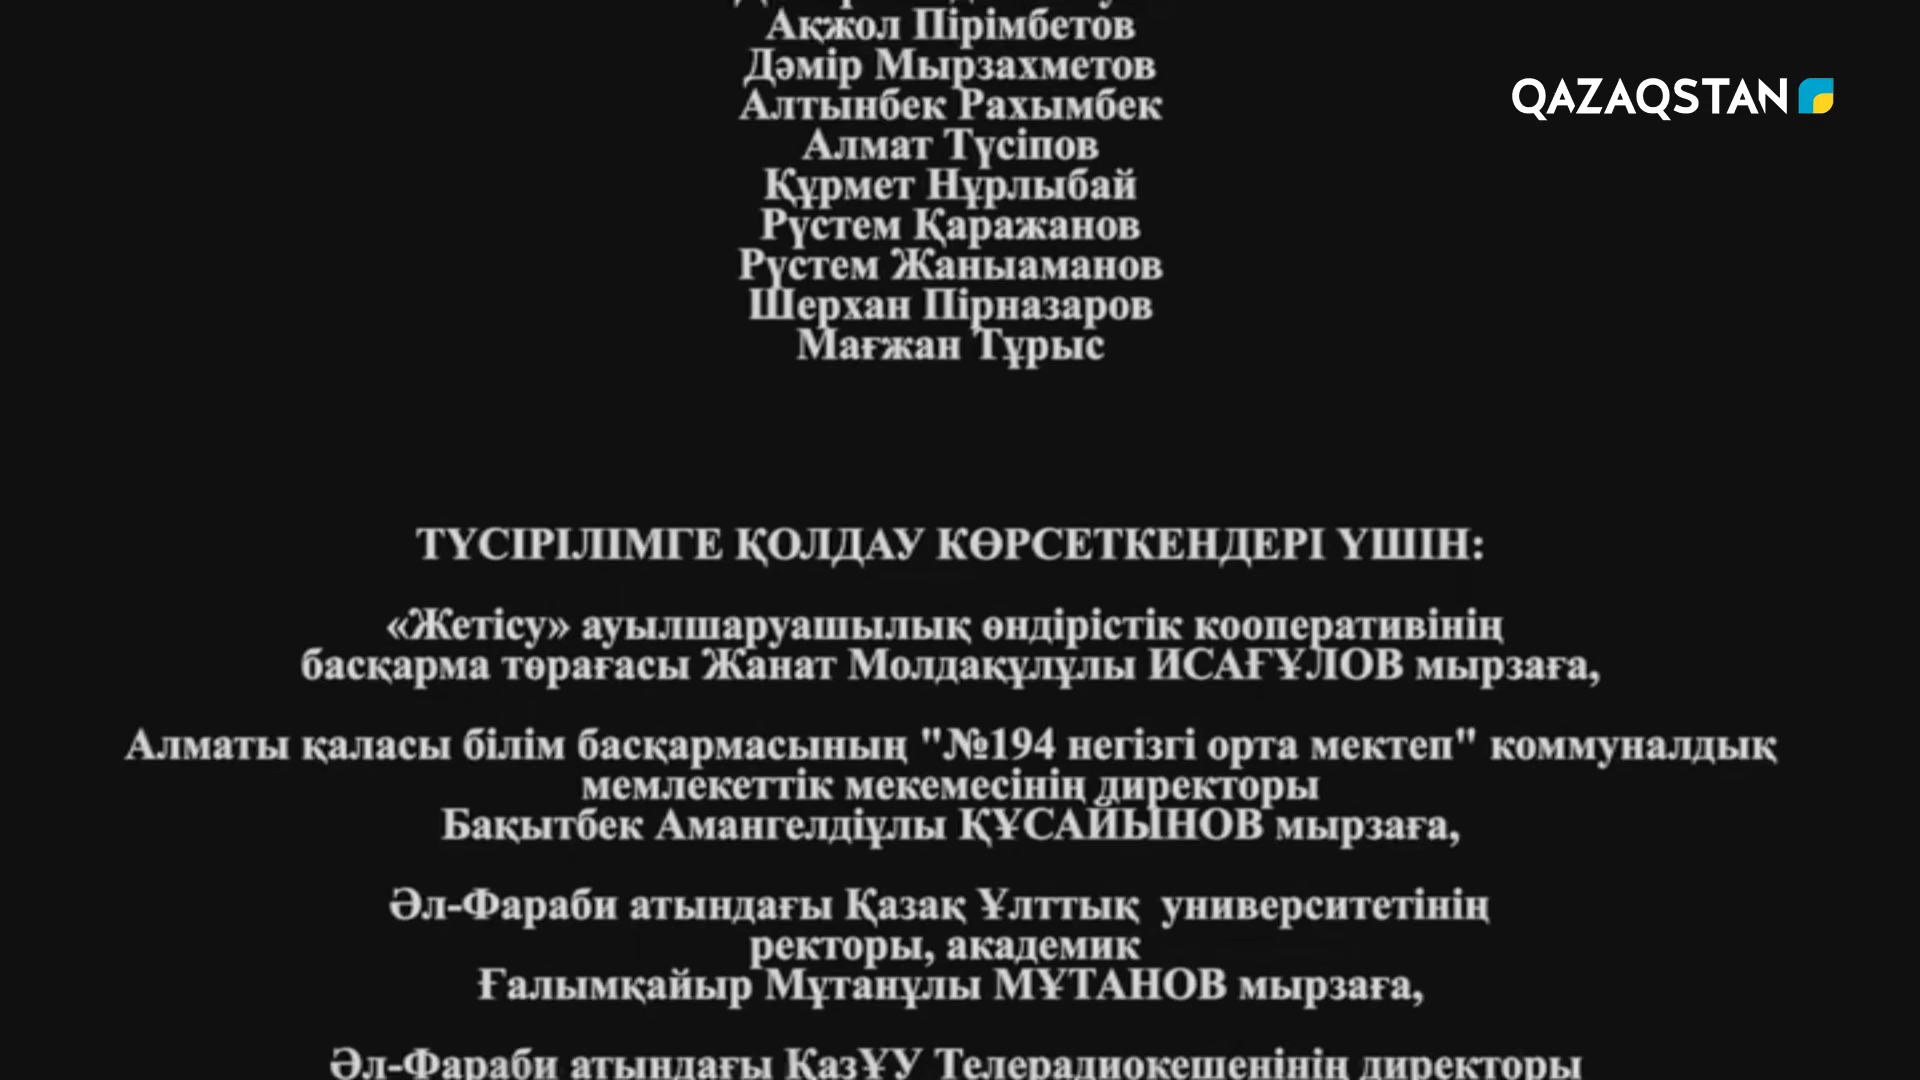 Ақжол Пірімбетов
Дәмір Мырзахметов
Алтынбек Рахымбек
Алмат Түсіпов
Құрмет Нұрлыбай
Рүстем Қаражанов
Рүстем Жаныаманов
Шерхан Пірназаров
Мағжан Тұрыс
QAZAQSTAN
ТҮСІРІЛІМГЕ ҚОЛДАУ КӨРСЕТКЕНДЕРІ ҮШІН:
«Жетісу» ауылшаруашылық өндірістік кооперативінің
басқарма төрағасы Жанат Молдақұлұлы ИСАҒҰЛОВ мырзаға,
Алматы қаласы білім басқармасының "№194 негізгі орта мектеп" коммуналдық
мемлекеттік мекемесінің директоры
Бақытбек Амангелдіұлы ҚҰСАЙЫНОВ мырзаға,
Әл-Фараби атындағы Қазақ Ұлттық университетінің
ректоры, академик
Ғалымқайыр Мұтанұлы МҰТАНОВ мырзаға,
Әл-Фараби атындағы ҚазҰУ Телерадиокешенінің директоры